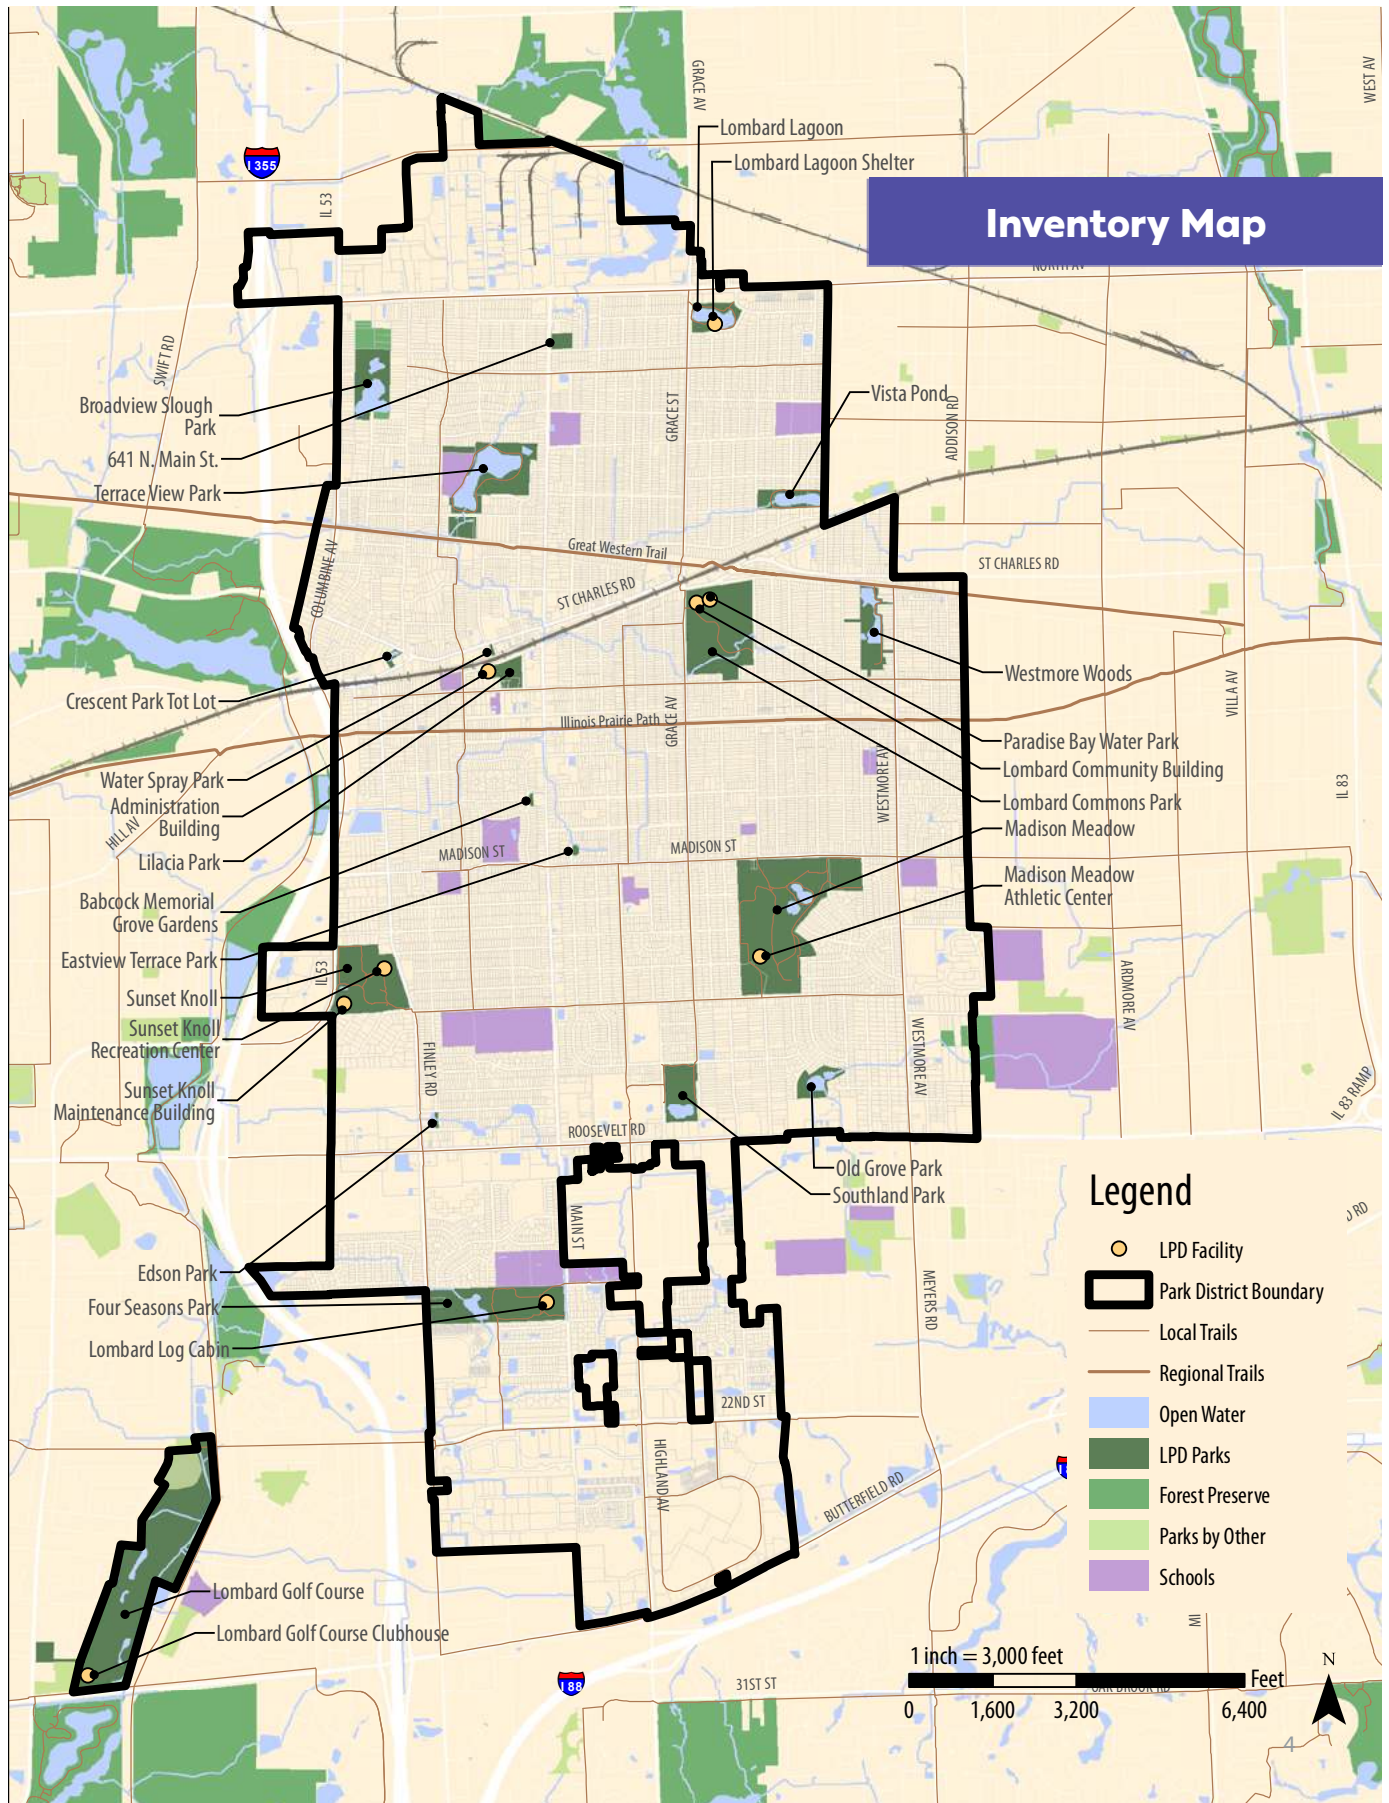 GRACE AV
WEST AV
Lombard Lagoon
I 355
Lombard Lagoon Shelter
IL 53
Inventory Map
NORTH AV
SWIFT RD
Broadview Slough
Park
641 N. Main St.
Terrace View Park
GRACE ST
Vista Pond
ADDISON RD
COLUMBINE AV
Great Western Trail
ST CHARLES RD
ST CHARLES RD
Crescent Park Tot Lot
Westmore Woods
VILLA AV
Illinois Prairie Path
GRACE AV
Water Spray Park
Administration
Building
HILL AV
Lilacia Park
Paradise Bay Water Park
Lombard Community Building
Lombard Commons Park
WESTMORE AV
IL 83
Madison Meadow
MADISON ST
MADISON ST
Babcock Memorial
Grove Gardens
Madison Meadow
Athletic Center
Eastview Terrace Park
IL 53
Sunset Knoll
Sunset Knoll
Recreation Center
ARDMORE AV
Sunset Knoll
Maintenance Building
FINLEY RD
WESTMORE AV
IL 83 RAMP
ROOSEVELT RD
Old Grove Park
Southland Park
MAIN ST
Edson Park
Four Seasons Park
Lombard Log Cabin
MEYERS RD
22ND ST
HIGHLAND AV
BUTTERFIELD RD
Legend
LPD Facility
Park District Boundary
Local Trails
Regional Trails
Open Water
LPD Parks
Forest Preserve
Parks by Other
Schools
RD
Lombard Golf Course
Lombard Golf Course Clubhouse
I 88
31ST ST
1 inch = 3,000 feet
Feet
OAK BROOK RD
0 1,600 3,200 6,400
N
4